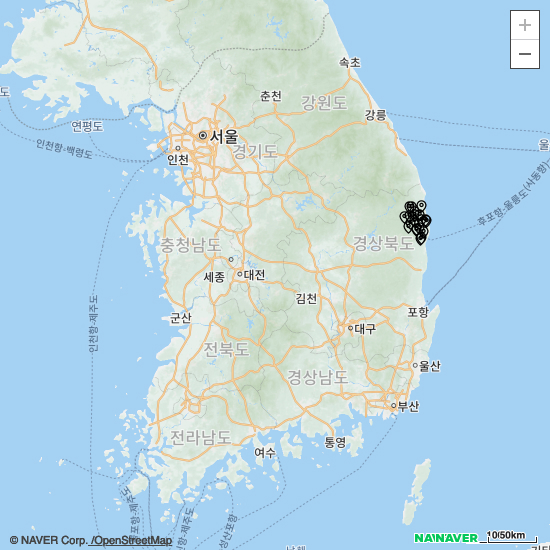 속초
춘천
강원도
강릉
도
연평도
인천항-백령도
서울
인천
경기도
울
후포항-울릉도(사동항)
충청남도
경상북도
세종
대전
김천
군산
포항
인천항-제주도
전북도
대구
울산
경상남도
부산
전라남도
여수
통영
© NAVER Corp. /OpenStreetMap
NA NAVER
10/50km